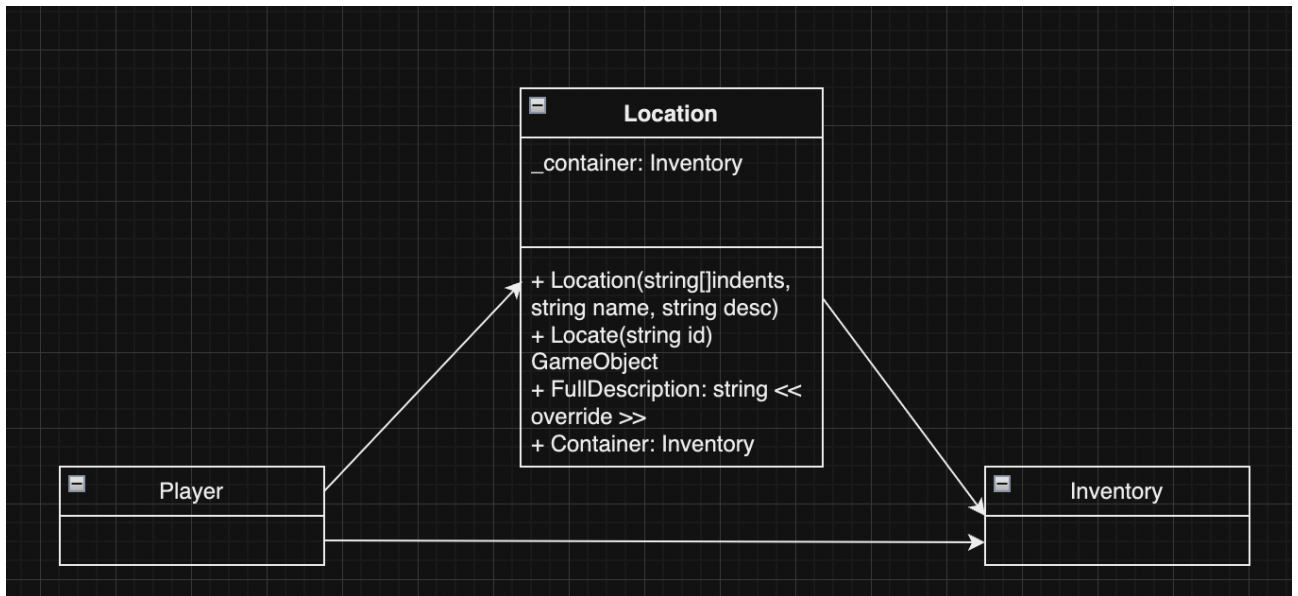 Location
_container: Inventory
+ Location(string[]indents,
string name, string desc)
+ Locate(string id)
GameObject
+ FullDescription: string <<
override >>
+ Container: Inventory
Player
Inventory